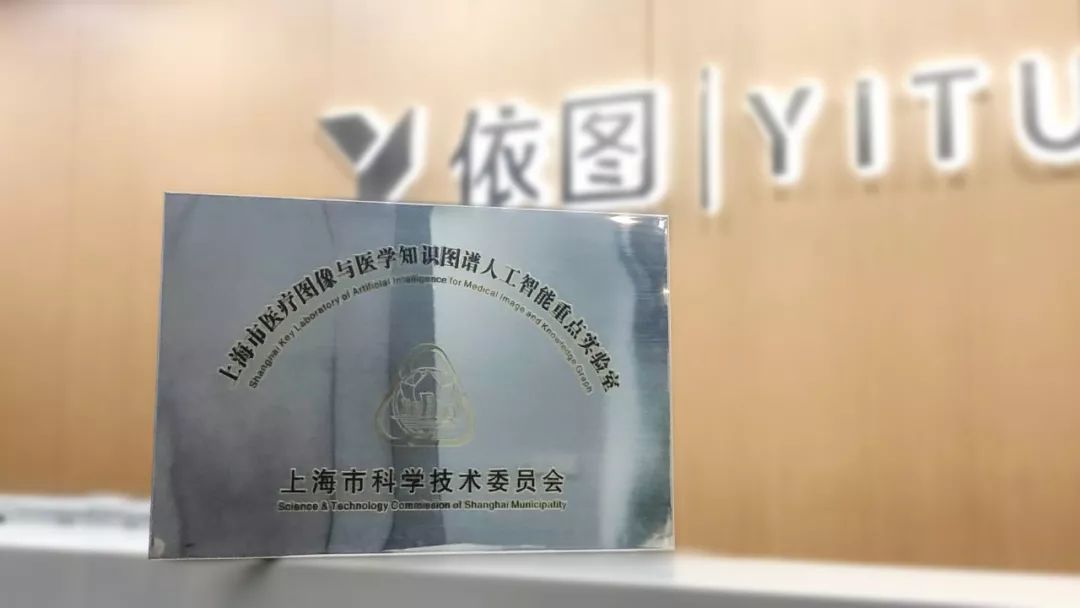 依图 | YITU
上海市医疗图像与医学知识图谱人工智能重点实验室
Shanghai Key Laboratory of Artificial Intelligence for Medical Image and Knowledge Graph
上海市科学技术委员会
Science & Technology Commission of Shanghai Municipality